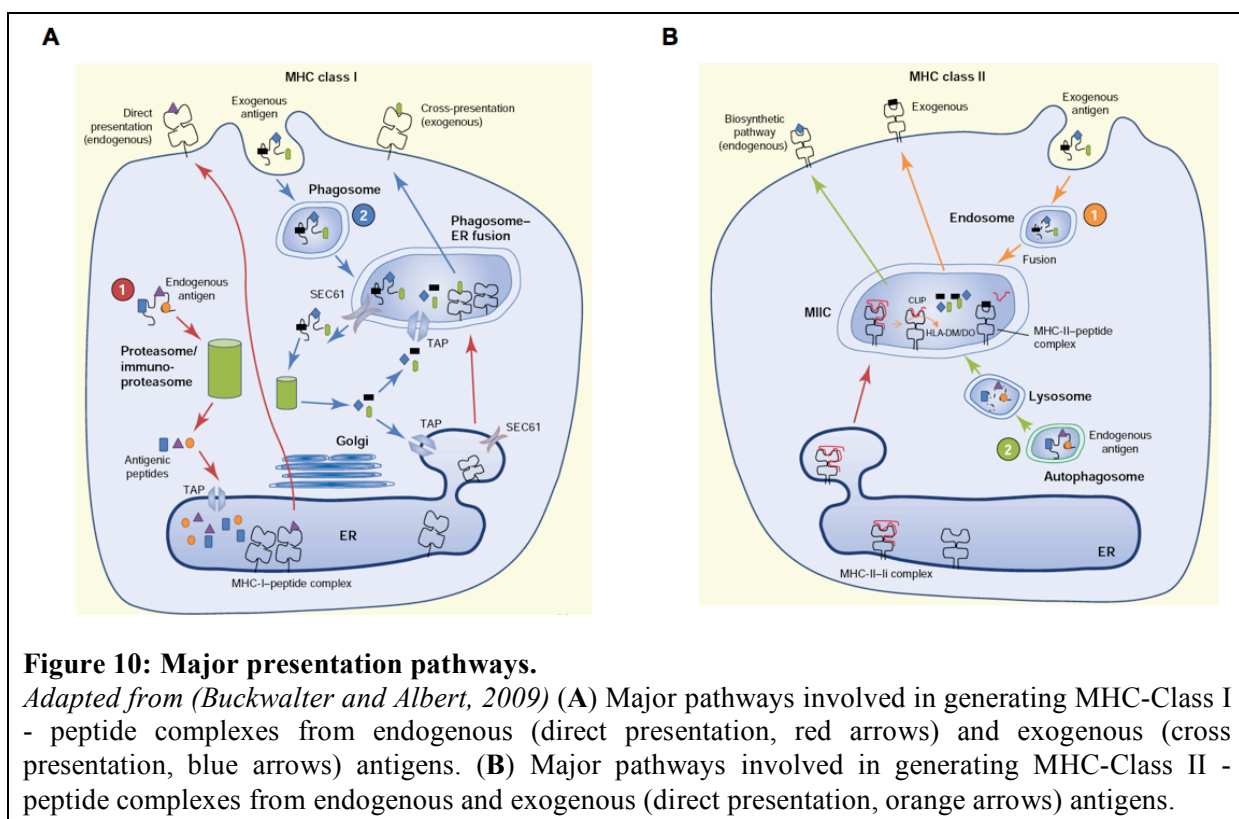 A
MHC class I
Direct
presentation
(endogenous)
Exogenous
antigen
Cross-presentation
(exogenous)
Phagosome
2
Phagosome–
ER fusion
1
Endogenous
antigen
SEC61
TAP
Proteasome/
immuno-
proteasome
Antigenic
peptides
TAP
Golgi
TAP
SEC61
ER
MHC-I–peptide complex
B
MHC class II
Biosynthetic
pathway
(endogenous)
Exogenous
Exogenous
antigen
Endosome
1
Fusion
MIIC
CLIP
HLA-DM/DO
MHC-II–peptide
complex
Lysosome
2
Endogenous
antigen
Autophagosome
MHC-II–Ii complex
ER
Figure 10: Major presentation pathways.
Adapted from (Buckwalter and Albert, 2009) (A) Major pathways involved in generating MHC-Class I
- peptide complexes from endogenous (direct presentation, red arrows) and exogenous (cross
presentation, blue arrows) antigens. (B) Major pathways involved in generating MHC-Class II -
peptide complexes from endogenous and exogenous (direct presentation, orange arrows) antigens.